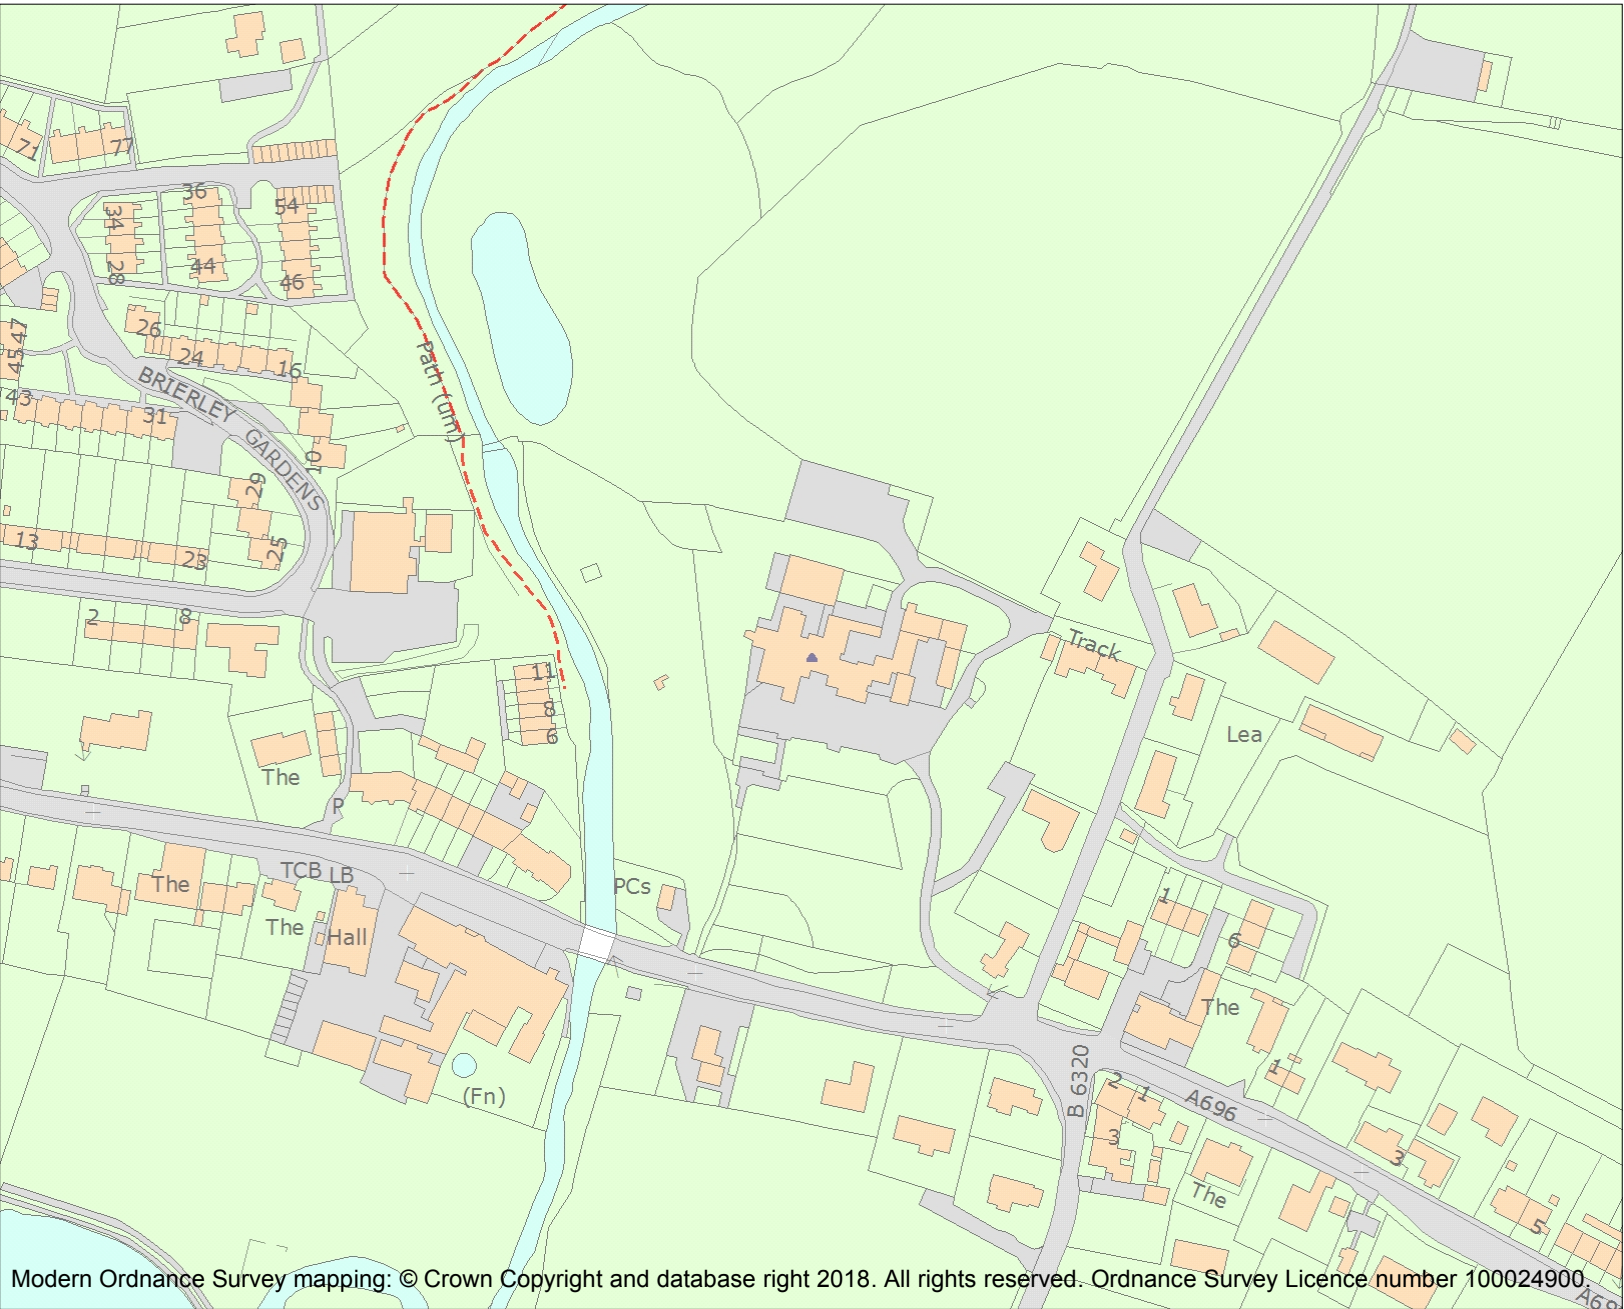 71
77
36
54
34
44
28
46
26
47
24
45
16
Path (um)
BRIERLEY
43
31
GARDENS
10
29
13
25
23
2
8
Track
11
8
6
Lea
The
P
TCB LB
PCs
The
1
The
Hall
6
The
B 6320
(Fn)
2
1
1
A696
3
3
The
5
A69
Modern Ordnance Survey mapping: © Crown Copyright and database right 2018. All rights reserved. Ordnance Survey Licence number 100024900.